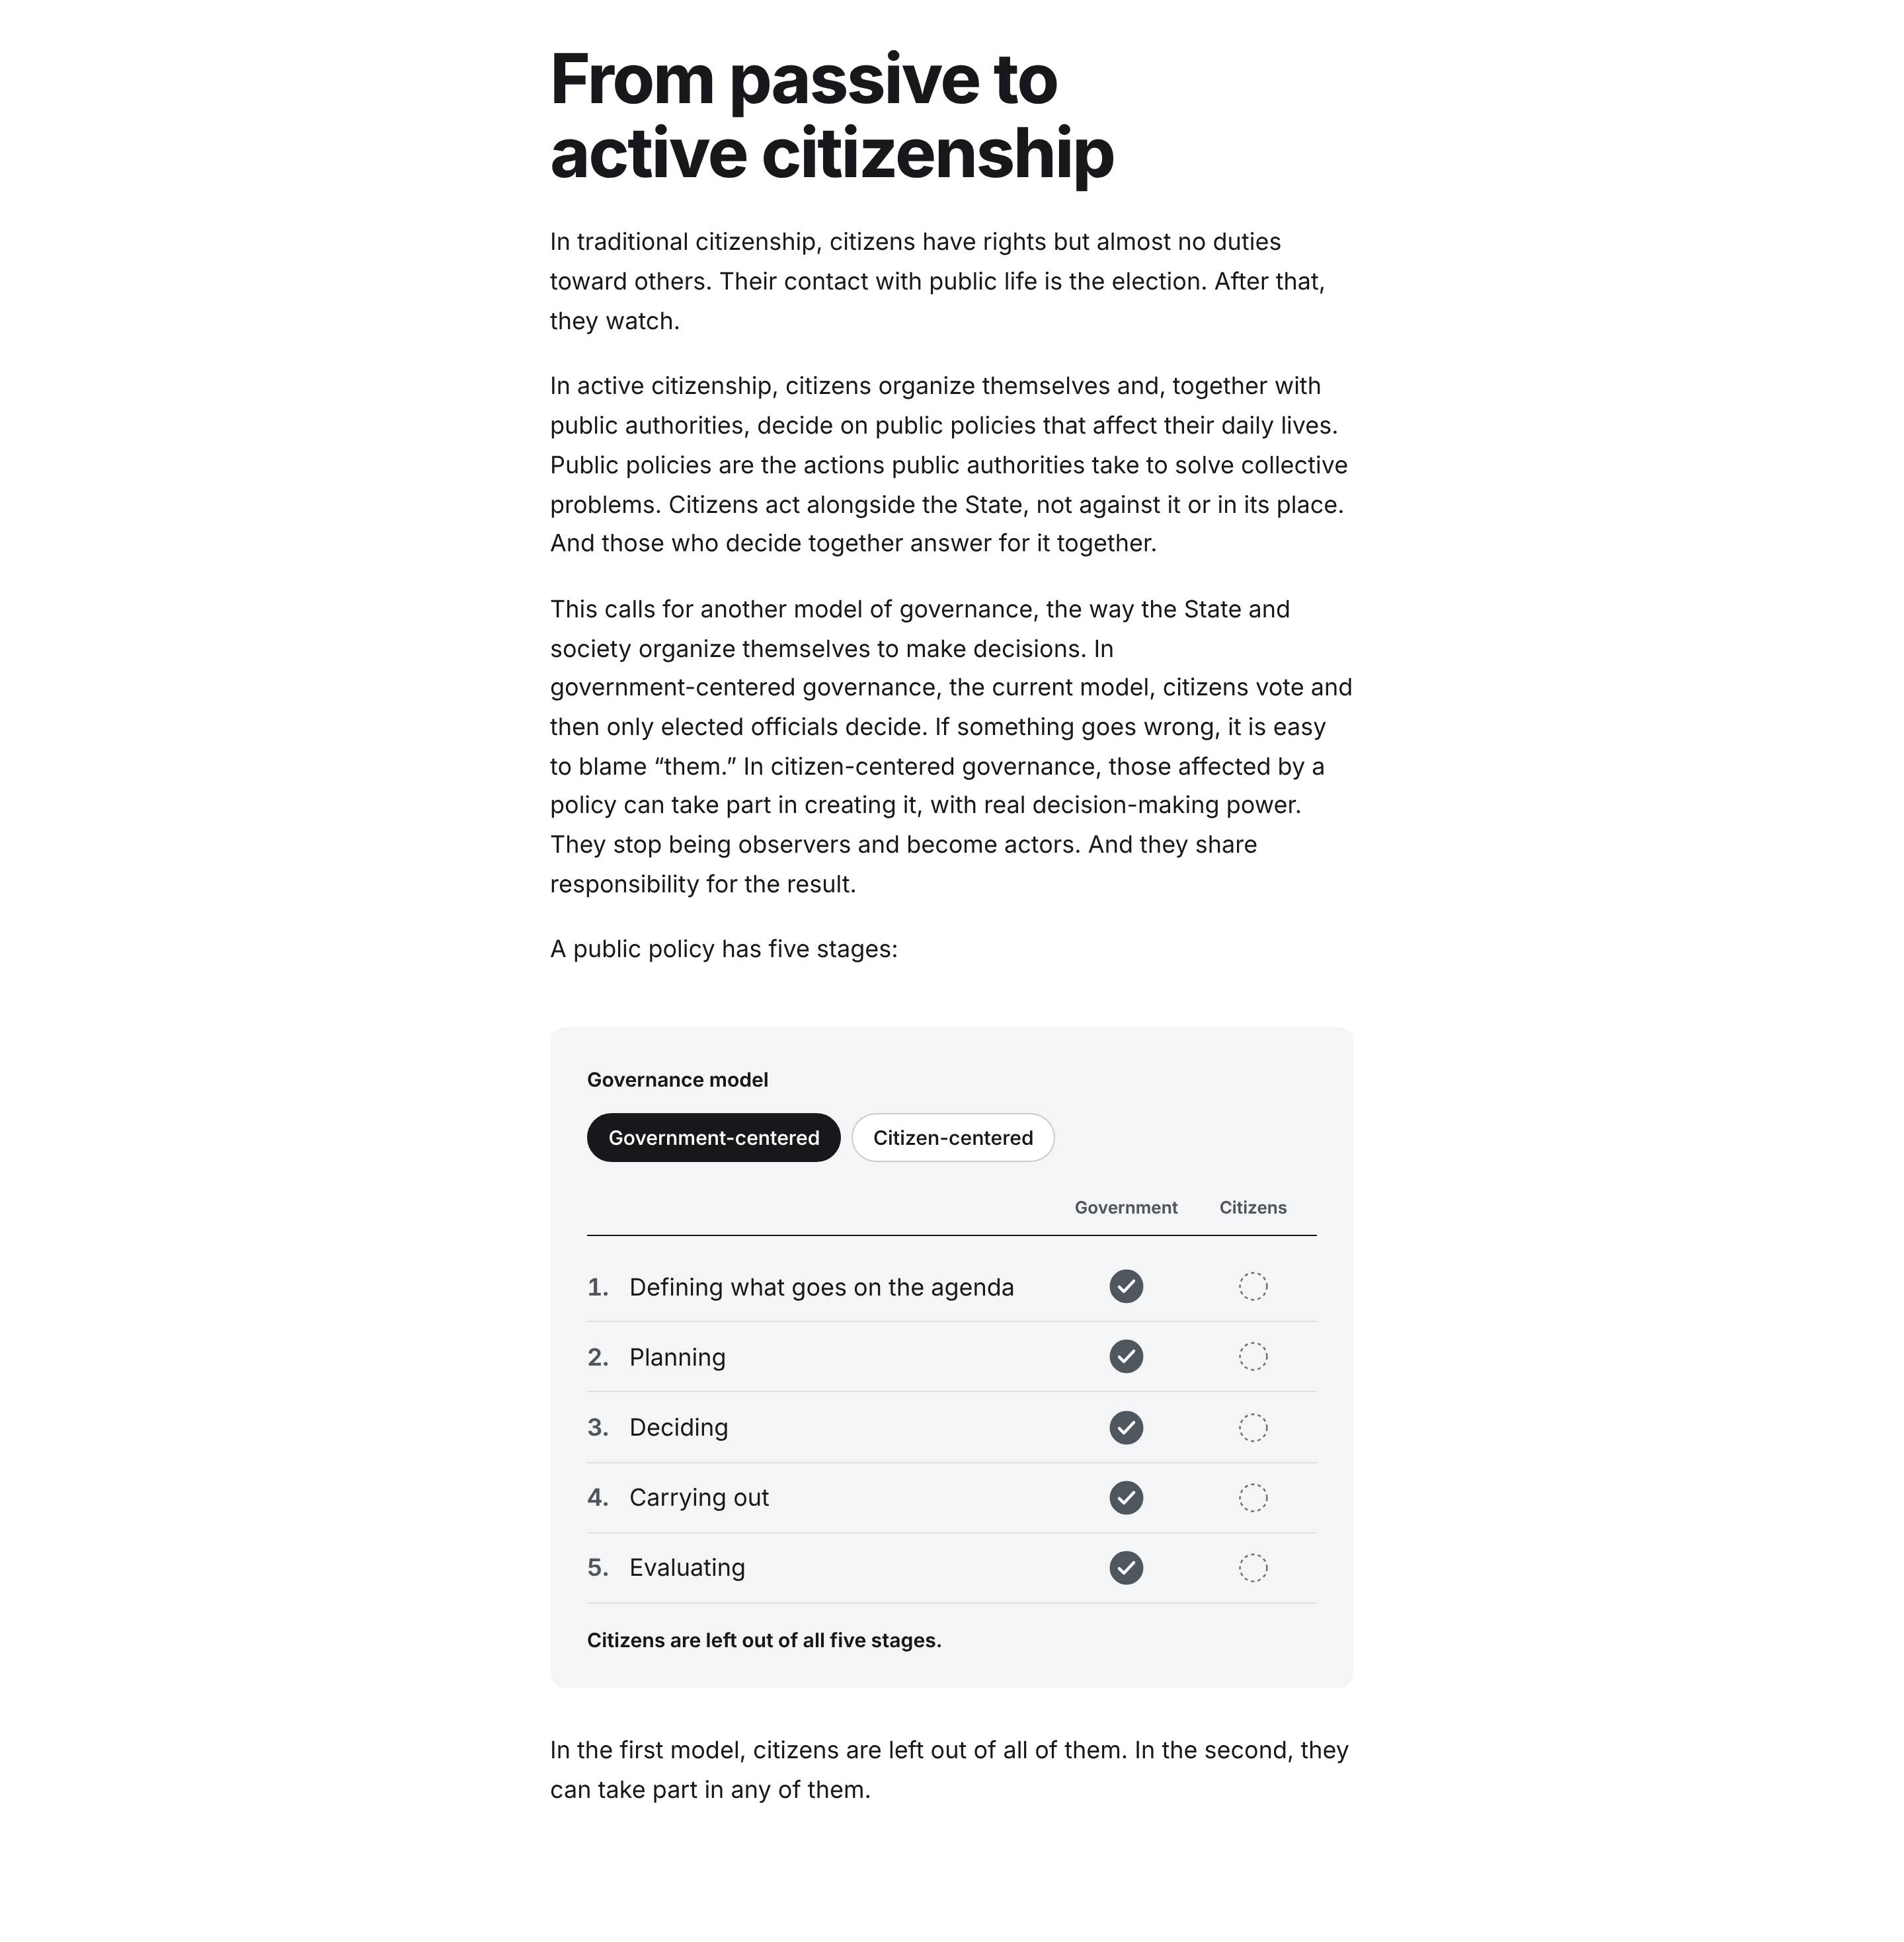 From passive to
active citizenship
In traditional citizenship, citizens have rights but almost no duties
toward others. Their contact with public life is the election. After that,
they watch.
In active citizenship, citizens organize themselves and, together with
public authorities, decide on public policies that affect their daily lives.
Public policies are the actions public authorities take to solve collective
problems. Citizens act alongside the State, not against it or in its place.
And those who decide together answer for it together.
This calls for another model of governance, the way the State and
society organize themselves to make decisions. In
government-centered governance, the current model, citizens vote and
then only elected officials decide. If something goes wrong, it is easy
to blame “them.” In citizen-centered governance, those affected by a
policy can take part in creating it, with real decision-making power.
They stop being observers and become actors. And they share
responsibility for the result.
A public policy has five stages:
Governance model
Government-centered Citizen-centered
Government Citizens
1. Defining what goes on the agenda
2. Planning
3. Deciding
4. Carrying out
5. Evaluating
Citizens are left out of all five stages.
In the first model, citizens are left out of all of them. In the second, they
can take part in any of them.